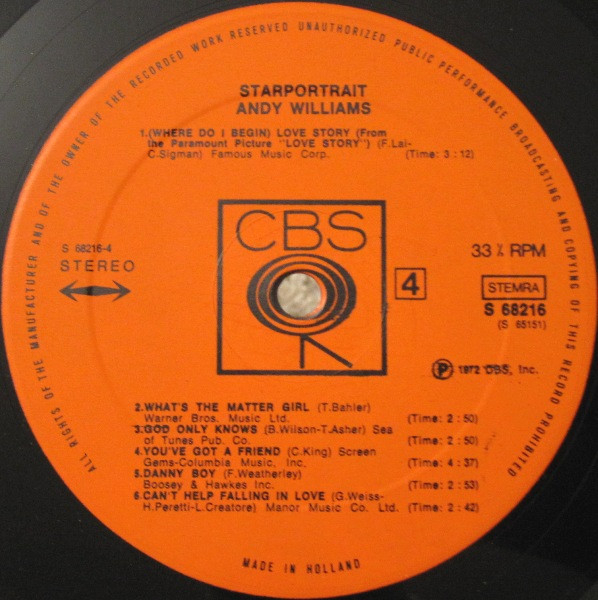 ALL RIGHTS OF THE MANUFACTURER AND OF THE OWNER OF THE RECORDED WORK RESERVED UNAUTHORIZED PUBLIC PERFORMANCE BROADCASTING AND COPYING OF THIS RECORD PROHIBITED
STARPORTRAIT
ANDY WILLIAMS
1.(WHERE DO I BEGIN) LOVE STORY (From
the Paramount Picture "LOVE STORY") (F.Lai-
C.Sigman) Famous Music Corp. (Time: 3:12)
CBS
S 68216-4
STEREO
4
33⅓ RPM
STEMRA
S 68216
(S 65151)
℗ 1972 CBS, Inc.
2.WHAT'S THE MATTER GIRL (T.Bahler)
Warner Bros. Music Ltd. (Time: 2:50)
3.GOD ONLY KNOWS (B.Wilson-T.Asher) Sea
of Tunes Pub. Co. (Time: 2:50)
4.YOU'VE GOT A FRIEND (C.King) Screen
Gems-Columbia Music, Inc. (Time: 4:37)
5.DANNY BOY (F.Weatherley)
Boosey & Hawkes Inc. (Time: 2:53)
6.CAN'T HELP FALLING IN LOVE (G.Weiss-
H.Peretti-L.Creatore) Manor Music Co. Ltd. (Time: 2:42)
MADE IN HOLLAND